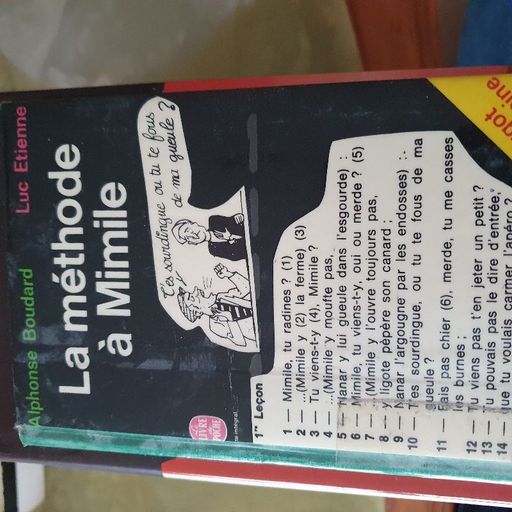 Alphonse Boudard Luc Etienne
La méthode
à Mimile
T'es sourdingue ou tu te fous
de ma gueule ?
LE LIVRE DE POCHE
1re Leçon
1 — Mimile, tu radines ? (1)
2 — ...(Mimile y (2) la ferme) (3)
3 — Tu viens-t-y (4), Mimile ?
4 — ...(Mimile y mouffte pas,
5 Nanar y lui gueule dans l'esgourde) :
6 — Mimile, tu viens-t-y, oui ou merde ? (5)
7 — (Mimile y l'ouvre toujours pas,
8 — y ligote pépère son canard ;
9 — Nanar l'argougne par les endosses) :
10 — T'es sourdingue, ou tu te fous de ma
gueule ?
11 — Fais pas chier (6), merde, tu me casses
les burnes ;
12 — Tu viens pas t'en jeter un petit ?
13 — Tu pouvais pas le dire d'entrée,
14 que tu voulais carmer l'apéro ?